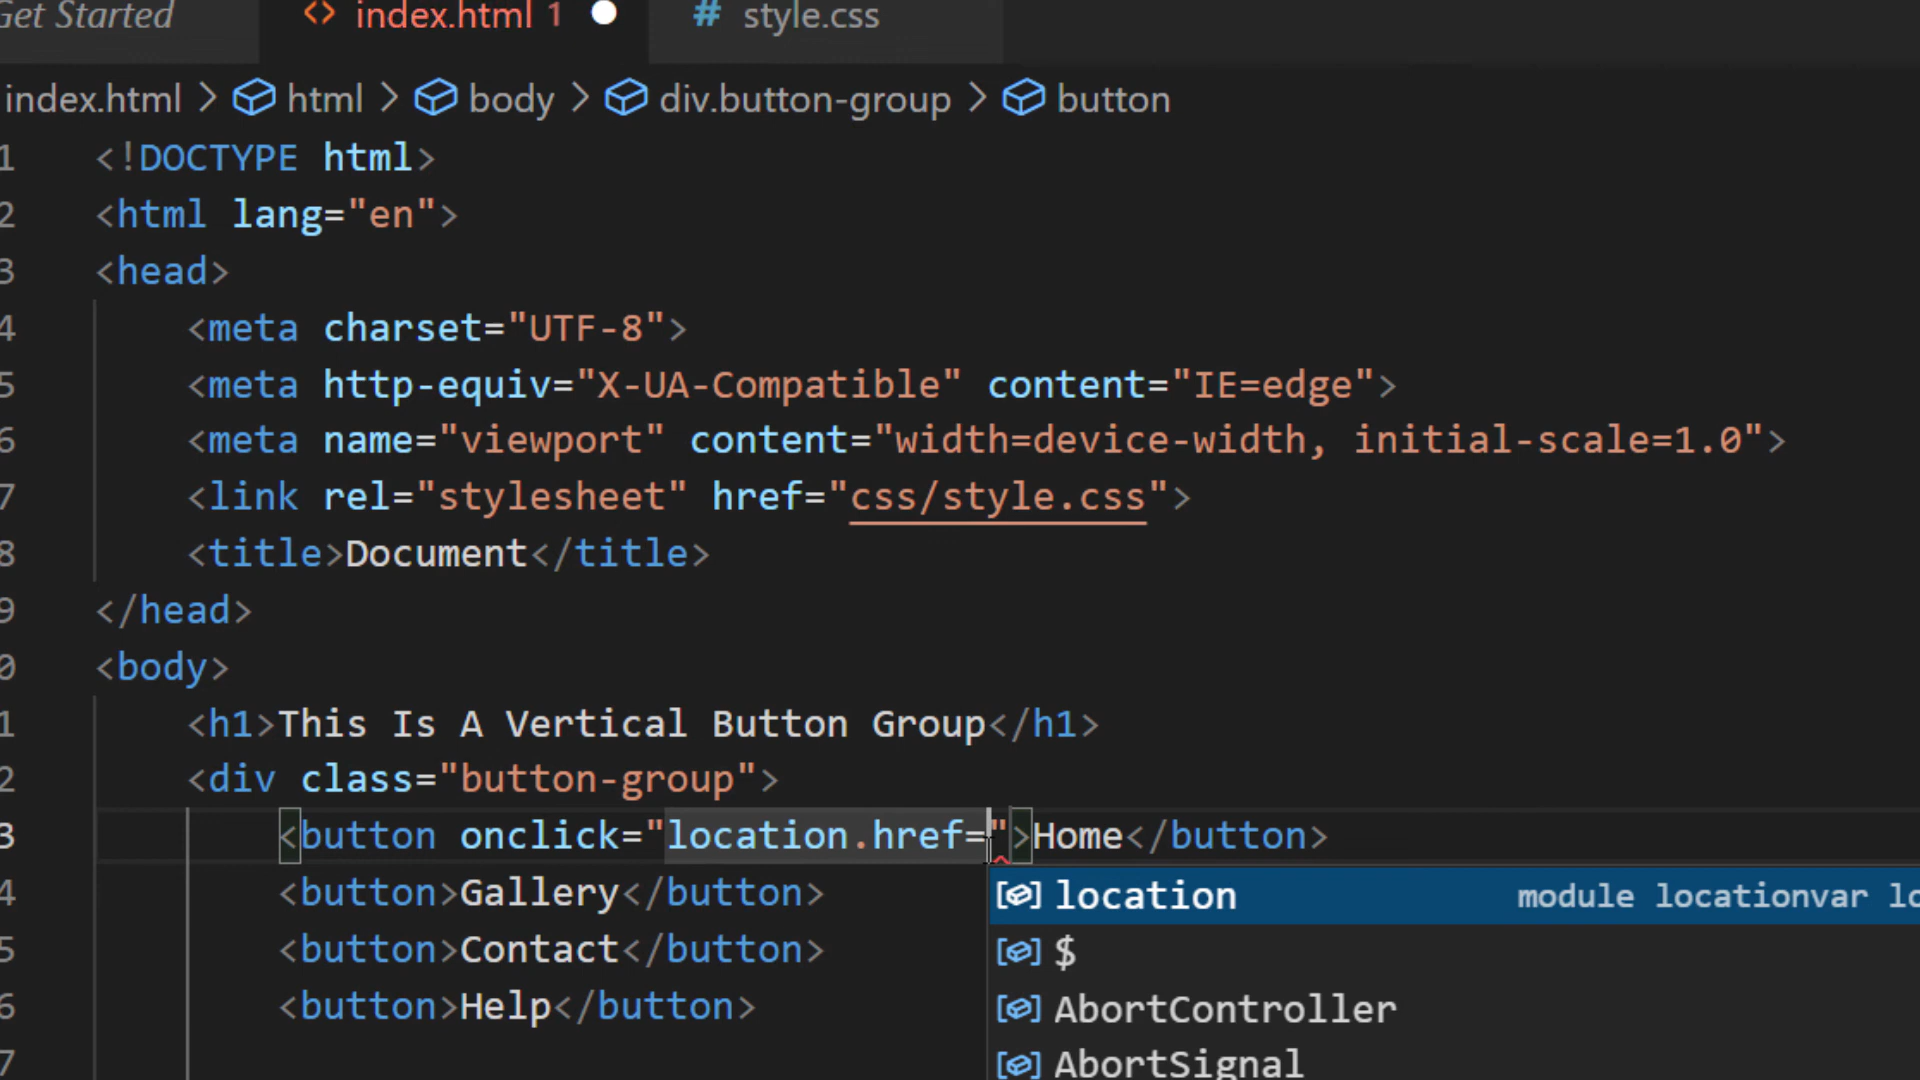 Get Started <> index.html 1 # style.css
index.html > html > body > div.button-group > button
1 <!DOCTYPE html>
2 <html lang="en">
3 <head>
4 <meta charset="UTF-8">
5 <meta http-equiv="X-UA-Compatible" content="IE=edge">
6 <meta name="viewport" content="width=device-width, initial-scale=1.0">
7 <link rel="stylesheet" href="css/style.css">
8 <title>Document</title>
9 </head>
0 <body>
1 <h1>This Is A Vertical Button Group</h1>
2 <div class="button-group">
3 <button onclick="location.href=">Home</button>
location module locationvar lo
4 <button>Gallery</button>
$
5 <button>Contact</button>
AbortController
6 <button>Help</button>
AbortSignal
7